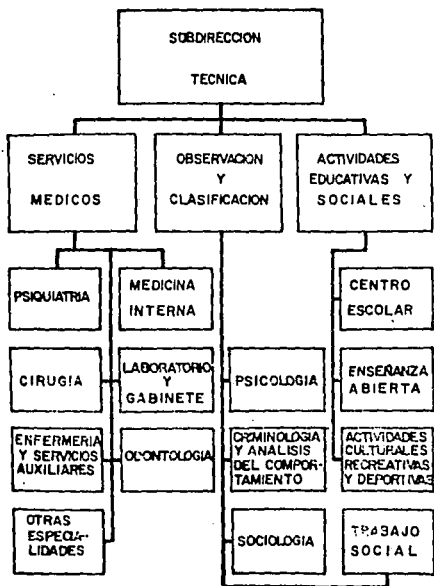 SUBDIRECCION
TECNICA
SERVICIOS
MEDICOS
OBSERVACION
Y
CLASIFICACION
ACTIVIDADES
EDUCATIVAS Y
SOCIALES
PSIQUIATRIA
MEDICINA
INTERNA
CENTRO
ESCOLAR
CIRUGIA
LABORATORIO
Y
GABINETE
PSICOLOGIA
ENSEÑANZA
ABIERTA
ENFERMERIA
Y SERVICIOS
AUXILIARES
ODONTOLOGIA
CRIMINOLOGIA
Y ANALISIS
DEL COMPOR-
TAMIENTO
ACTIVIDADES
CULTURALES
RECREATIVAS
Y DEPORTIVAS
OTRAS
ESPECIA-
LIDADES
SOCIOLOGIA
TRABAJO
SOCIAL